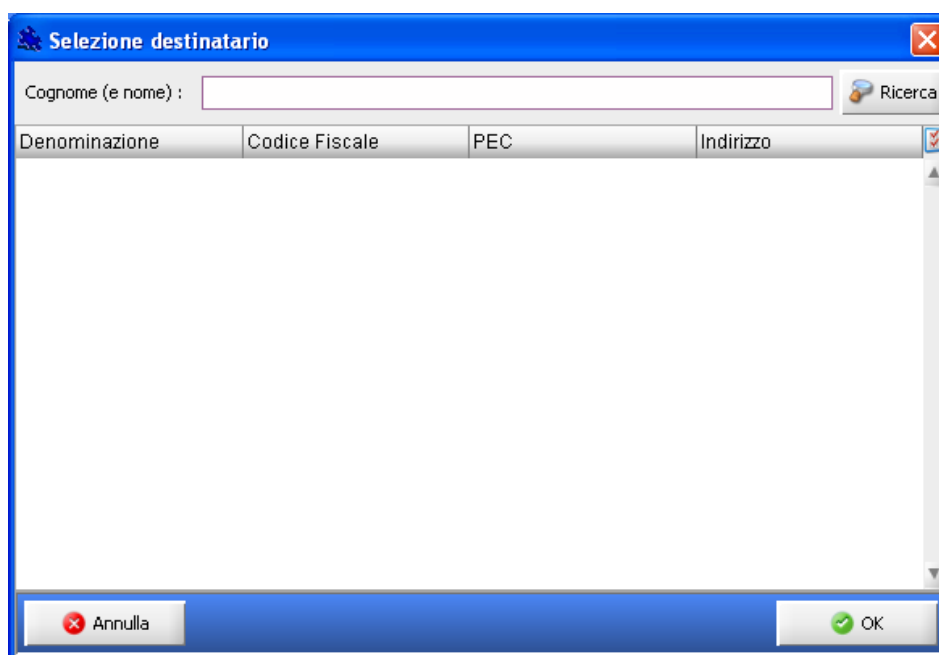 Selezione destinatario
Cognome (e nome) : Ricerca
Denominazione Codice Fiscale PEC Indirizzo
Annulla OK